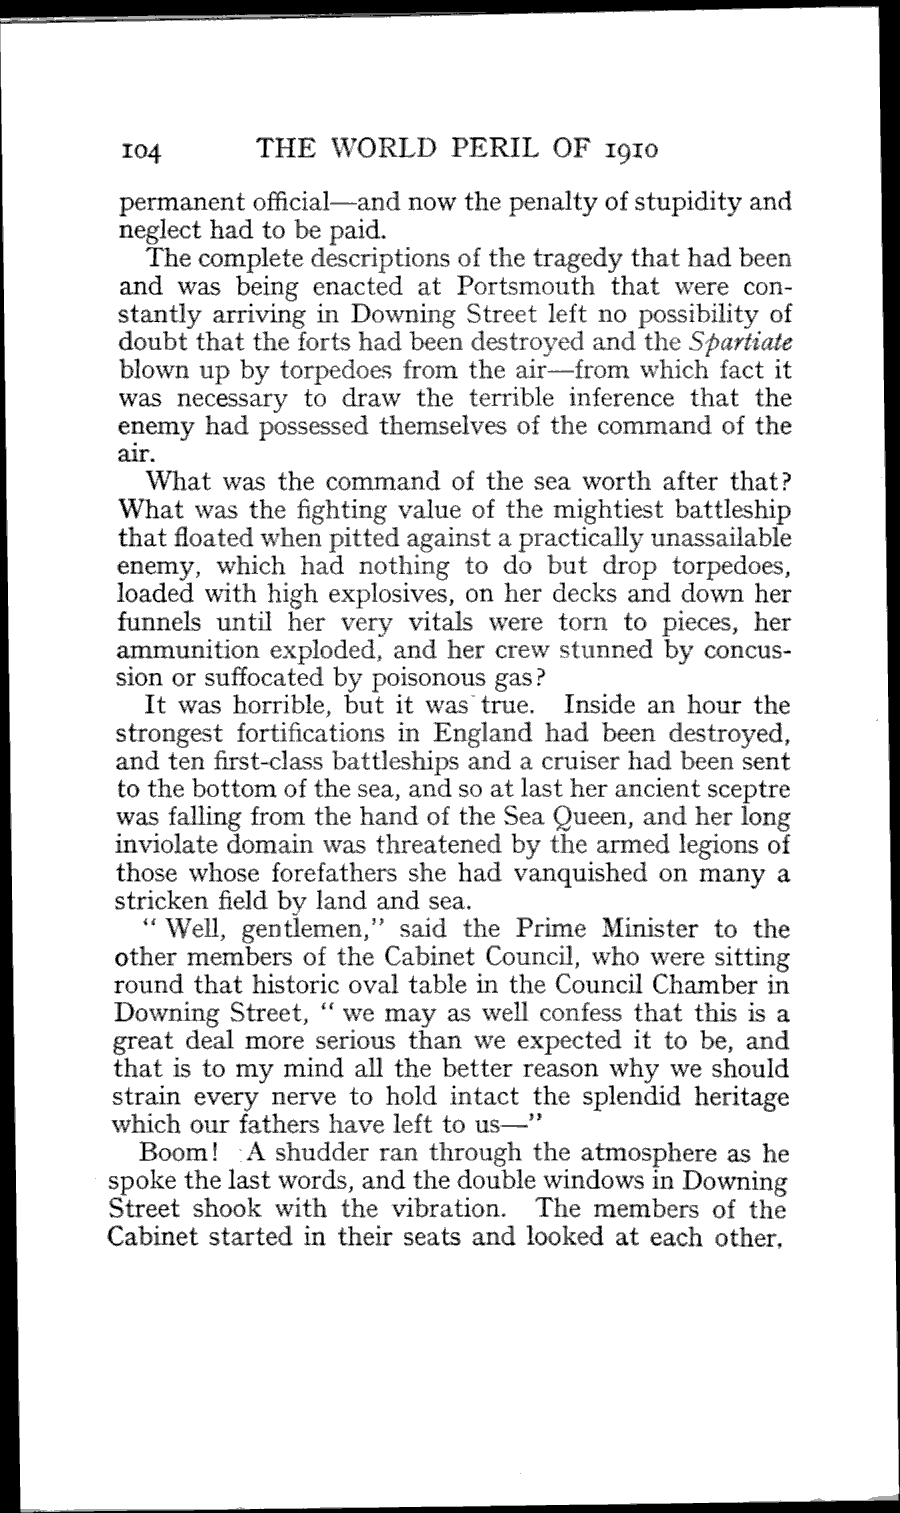 104 THE WORLD PERIL OF 1910
permanent official—and now the penalty of stupidity and
neglect had to be paid.
The complete descriptions of the tragedy that had been
and was being enacted at Portsmouth that were con-
stantly arriving in Downing Street left no possibility of
doubt that the forts had been destroyed and the Spartiate
blown up by torpedoes from the air—from which fact it
was necessary to draw the terrible inference that the
enemy had possessed themselves of the command of the
air.
What was the command of the sea worth after that?
What was the fighting value of the mightiest battleship
that floated when pitted against a practically unassailable
enemy, which had nothing to do but drop torpedoes,
loaded with high explosives, on her decks and down her
funnels until her very vitals were torn to pieces, her
ammunition exploded, and her crew stunned by concus-
sion or suffocated by poisonous gas?
It was horrible, but it was true. Inside an hour the
strongest fortifications in England had been destroyed,
and ten first-class battleships and a cruiser had been sent
to the bottom of the sea, and so at last her ancient sceptre
was falling from the hand of the Sea Queen, and her long
inviolate domain was threatened by the armed legions of
those whose forefathers she had vanquished on many a
stricken field by land and sea.
" Well, gentlemen," said the Prime Minister to the
other members of the Cabinet Council, who were sitting
round that historic oval table in the Council Chamber in
Downing Street, " we may as well confess that this is a
great deal more serious than we expected it to be, and
that is to my mind all the better reason why we should
strain every nerve to hold intact the splendid heritage
which our fathers have left to us—"
Boom! A shudder ran through the atmosphere as he
spoke the last words, and the double windows in Downing
Street shook with the vibration. The members of the
Cabinet started in their seats and looked at each other,